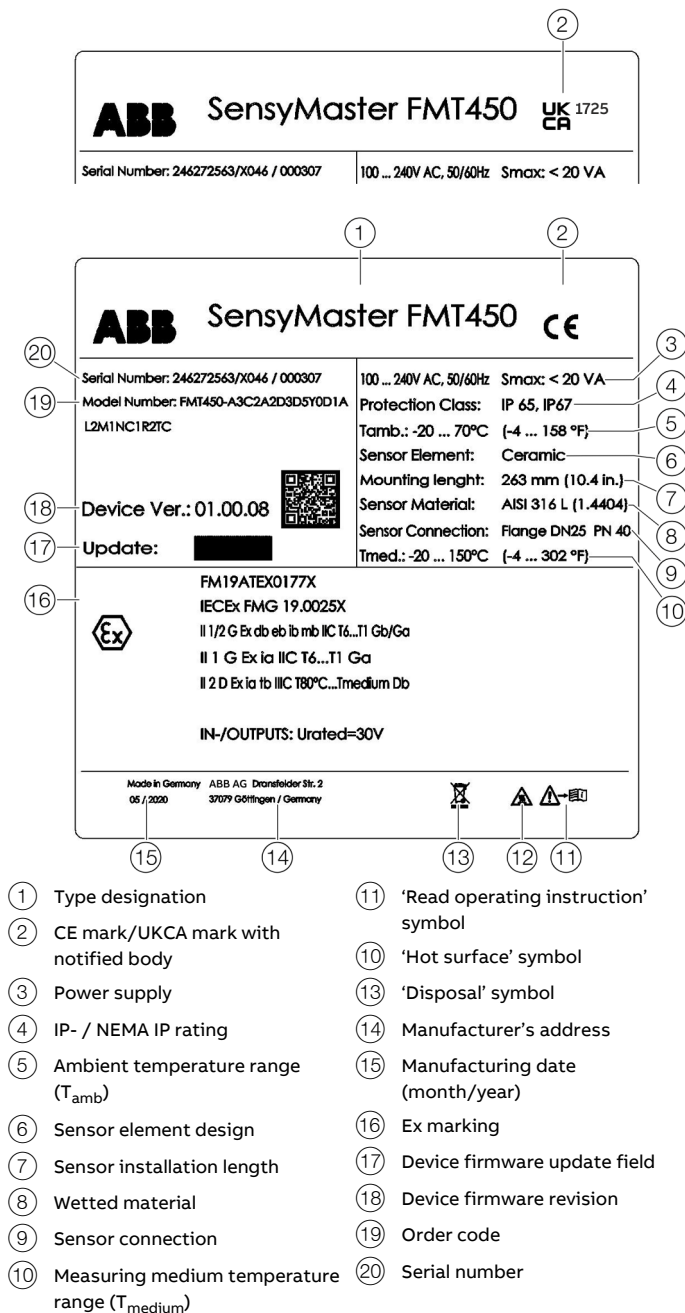 ②
ABB SensyMaster FMT450 UK CA 1725
Serial Number: 246272563/X046 / 000307 100 ... 240V AC, 50/60Hz Smax: < 20 VA
① ②
ABB SensyMaster FMT450 CE
⑳ ③
Serial Number: 246272563/X046 / 000307 100 ... 240V AC, 50/60Hz Smax: < 20 VA
⑲ Model Number: FMT450-A3C2A2D3D5Y0D1A Protection Class: IP 65, IP67 ④
L2M1NC1R2TC Tamb.: -20 ... 70°C (-4 ... 158 °F) ⑤
Sensor Element: Ceramic ⑥
Mounting lenght: 263 mm (10.4 in.) ⑦
⑱ Device Ver.: 01.00.08 Sensor Material: AISI 316 L (1.4404) ⑧
⑰ Update: Sensor Connection: Flange DN25 PN 40 ⑨
Tmed.: -20 ... 150°C (-4 ... 302 °F) ⑩
⑯ FM19ATEX0177X
IECEx FMG 19.0025X
Ex II 1/2 G Ex db eb ib mb IIC T6...T1 Gb/Ga
II 1 G Ex ia IIC T6...T1 Ga
II 2 D Ex ia tb IIIC T80°C...Tmedium Db
IN-/OUTPUTS: Urated=30V
Made in Germany ABB AG Dransfelder Str. 2
05 / 2020 37079 Göttingen / Germany
⑮ ⑭ ⑬ ⑫ ⑪
① Type designation
② CE mark/UKCA mark with
notified body
③ Power supply
④ IP- / NEMA IP rating
⑤ Ambient temperature range
(Tamb)
⑥ Sensor element design
⑦ Sensor installation length
⑧ Wetted material
⑨ Sensor connection
⑩ Measuring medium temperature
range (Tmedium)
⑪ ‘Read operating instruction’
symbol
⑩ ‘Hot surface’ symbol
⑬ ‘Disposal’ symbol
⑭ Manufacturer’s address
⑮ Manufacturing date
(month/year)
⑯ Ex marking
⑰ Device firmware update field
⑱ Device firmware revision
⑲ Order code
⑳ Serial number